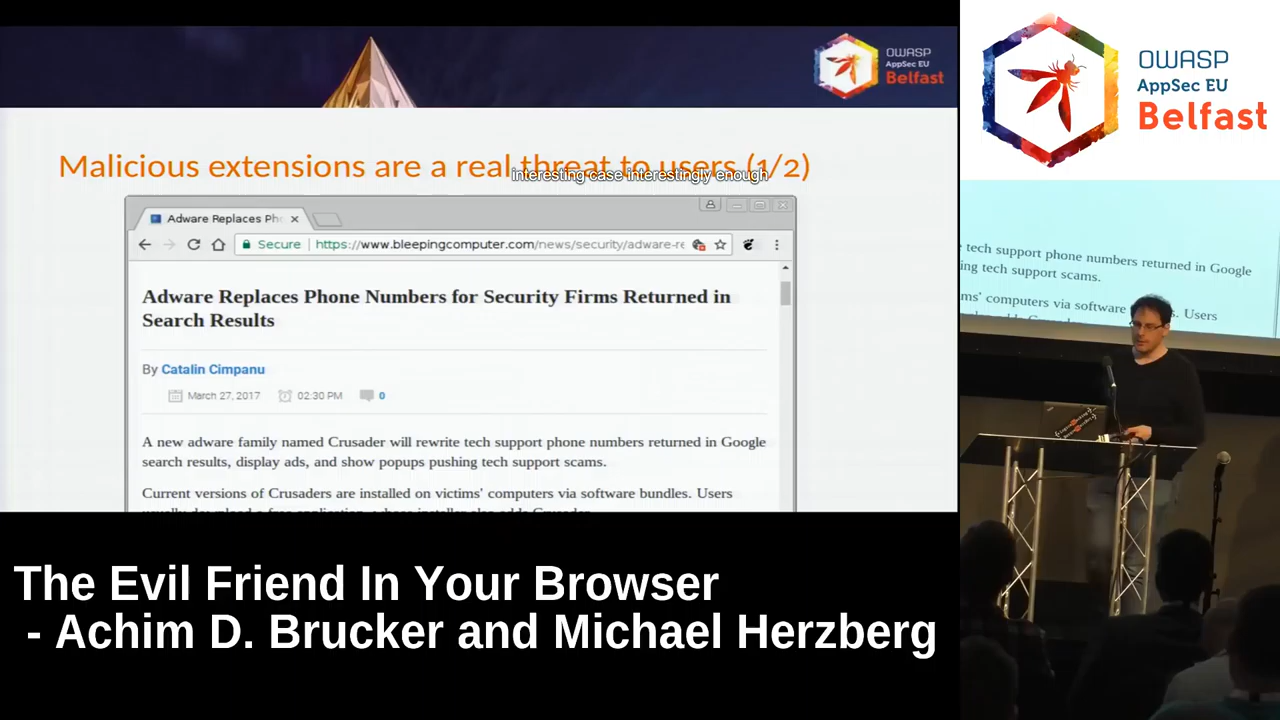 OWASP
AppSec EU
Belfast
Malicious extensions are a real threat to users (1/2)
interesting case interestingly enough
Adware Replaces Ph
Secure
https://www.bleepingcomputer.com/news/security/adware-re
Adware Replaces Phone Numbers for Security Firms Returned in
Search Results
By Catalin Cimpanu
March 27, 2017 02:30 PM 0
A new adware family named Crusader will rewrite tech support phone numbers returned in Google
search results, display ads, and show popups pushing tech support scams.
Current versions of Crusaders are installed on victims' computers via software bundles. Users
OWASP
AppSec EU
Belfast
tech support phone numbers returned in Google
ing tech support scams.
ms' computers via software
s. Users
The Evil Friend In Your Browser
- Achim D. Brucker and Michael Herzberg